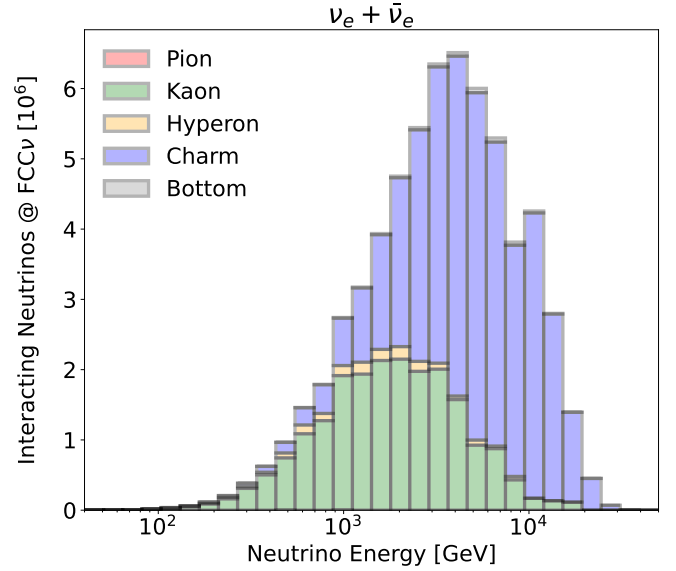 νₑ + ν̄ₑ
Pion
Kaon
Hyperon
Charm
Bottom
Interacting Neutrinos @ FCCν [10⁶]
6
5
4
3
2
1
0
10² 10³ 10⁴
Neutrino Energy [GeV]